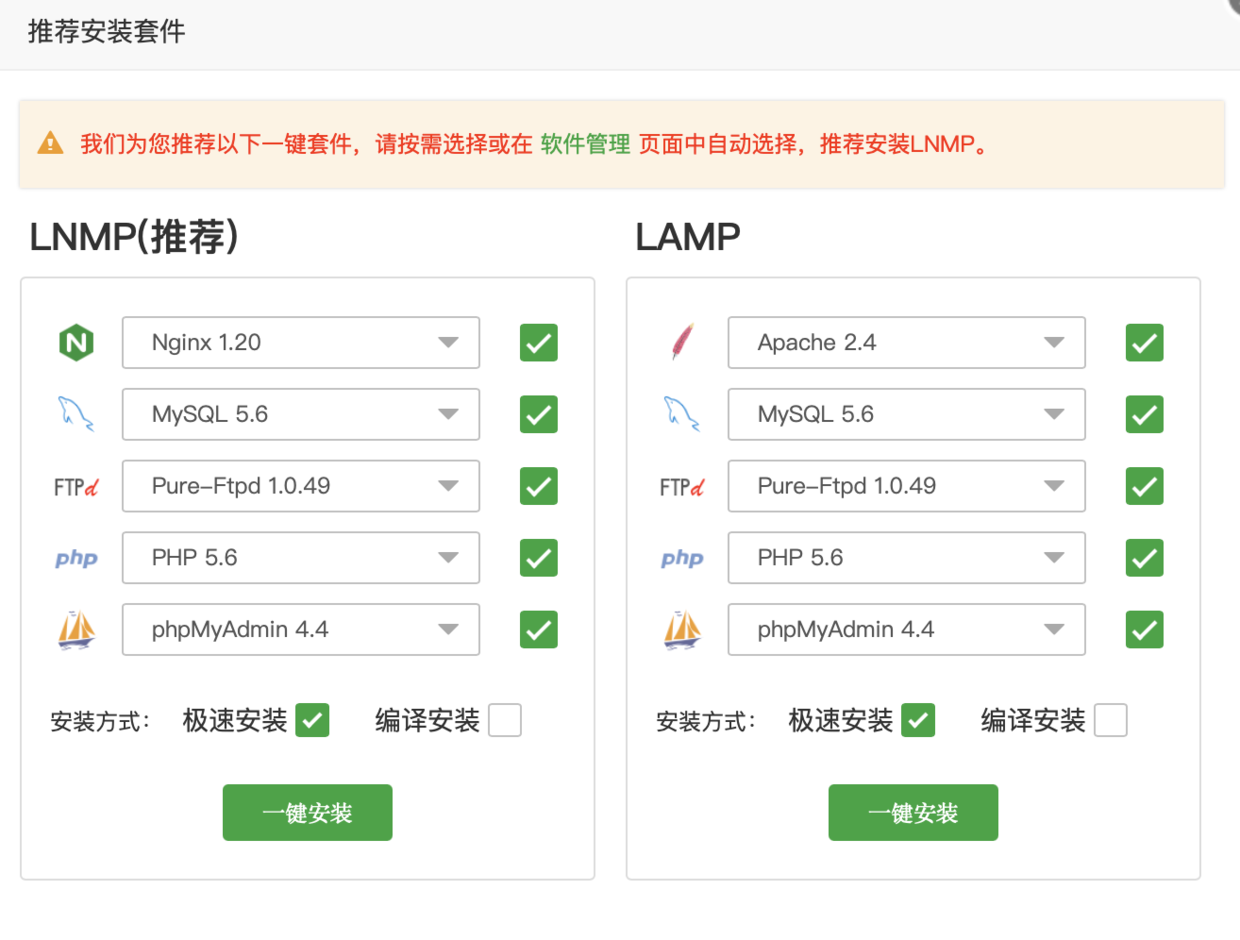 推荐安装套件
我们为您推荐以下一键套件，请按需选择或在 软件管理 页面中自动选择，推荐安装LNMP。
LNMP(推荐)
Nginx 1.20
MySQL 5.6
FTPd
Pure-Ftpd 1.0.49
php
PHP 5.6
phpMyAdmin 4.4
安装方式： 极速安装 编译安装
一键安装
LAMP
Apache 2.4
MySQL 5.6
FTPd
Pure-Ftpd 1.0.49
php
PHP 5.6
phpMyAdmin 4.4
安装方式： 极速安装 编译安装
一键安装